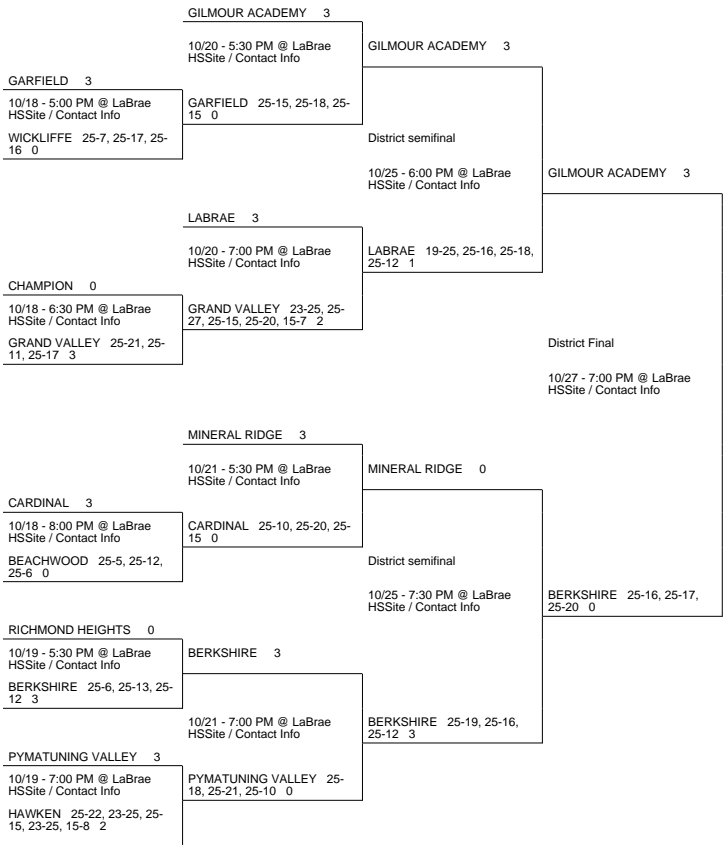 GILMOUR ACADEMY 3
10/20 - 5:30 PM @ LaBrae
HSSite / Contact Info
GILMOUR ACADEMY 3
GARFIELD 3
10/18 - 5:00 PM @ LaBrae
HSSite / Contact Info
GARFIELD 25-15, 25-18, 25-
15 0
WICKLIFFE 25-7, 25-17, 25-
16 0
District semifinal
10/25 - 6:00 PM @ LaBrae
HSSite / Contact Info
GILMOUR ACADEMY 3
LABRAE 3
10/20 - 7:00 PM @ LaBrae
HSSite / Contact Info
LABRAE 19-25, 25-16, 25-18,
25-12 1
CHAMPION 0
10/18 - 6:30 PM @ LaBrae
HSSite / Contact Info
GRAND VALLEY 23-25, 25-
27, 25-15, 25-20, 15-7 2
GRAND VALLEY 25-21, 25-
11, 25-17 3
District Final
10/27 - 7:00 PM @ LaBrae
HSSite / Contact Info
MINERAL RIDGE 3
10/21 - 5:30 PM @ LaBrae
HSSite / Contact Info
MINERAL RIDGE 0
CARDINAL 3
10/18 - 8:00 PM @ LaBrae
HSSite / Contact Info
CARDINAL 25-10, 25-20, 25-
15 0
BEACHWOOD 25-5, 25-12,
25-6 0
District semifinal
10/25 - 7:30 PM @ LaBrae
HSSite / Contact Info
BERKSHIRE 25-16, 25-17,
25-20 0
RICHMOND HEIGHTS 0
10/19 - 5:30 PM @ LaBrae
HSSite / Contact Info
BERKSHIRE 3
BERKSHIRE 25-6, 25-13, 25-
12 3
10/21 - 7:00 PM @ LaBrae
HSSite / Contact Info
BERKSHIRE 25-19, 25-16,
25-12 3
PYMATUNING VALLEY 3
10/19 - 7:00 PM @ LaBrae
HSSite / Contact Info
PYMATUNING VALLEY 25-
18, 25-21, 25-10 0
HAWKEN 25-22, 23-25, 25-
15, 23-25, 15-8 2